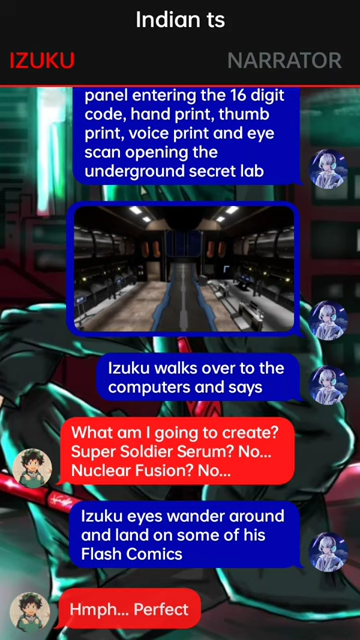 Indian ts
IZUKU
NARRATOR
panel entering the 16 digit
code, hand print, thumb
print, voice print and eye
scan opening the
underground secret lab
Izuku walks over to the
computers and says
What am I going to create?
Super Soldier Serum? No...
Nuclear Fusion? No...
Izuku eyes wander around
and land on some of his
Flash Comics
Hmph... Perfect